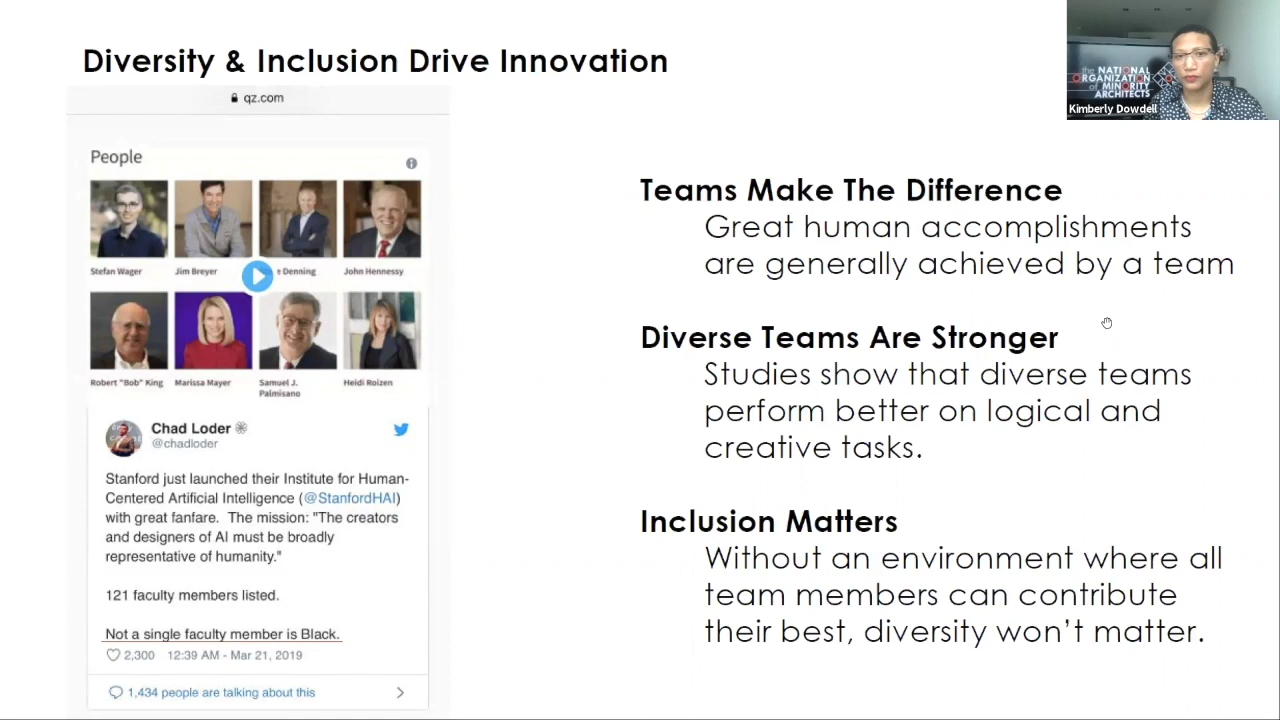 Diversity & Inclusion Drive Innovation
qz.com
People
Stefan Wager
Jim Breyer
Denning
John Hennessy
Robert "Bob" King
Marissa Mayer
Samuel J.
Palmisano
Heidi Roizen
Chad Loder
@chadloder
Stanford just launched their Institute for Human-
Centered Artificial Intelligence (@StanfordHAI)
with great fanfare. The mission: "The creators
and designers of AI must be broadly
representative of humanity."
121 faculty members listed.
Not a single faculty member is Black.
2,300 12:39 AM - Mar 21, 2019
1,434 people are talking about this
the NATIONAL
ORGANIZATION
of MINORITY
ARCHITECTS
Kimberly Dowdell
Teams Make The Difference
Great human accomplishments
are generally achieved by a team
Diverse Teams Are Stronger
Studies show that diverse teams
perform better on logical and
creative tasks.
Inclusion Matters
Without an environment where all
team members can contribute
their best, diversity won't matter.